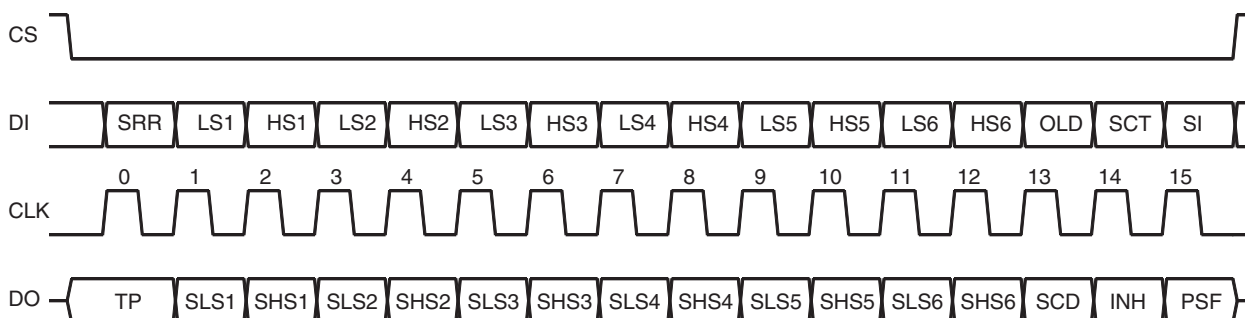 CS
DI SRR LS1 HS1 LS2 HS2 LS3 HS3 LS4 HS4 LS5 HS5 LS6 HS6 OLD SCT SI
0 1 2 3 4 5 6 7 8 9 10 11 12 13 14 15
CLK
DO TP SLS1 SHS1 SLS2 SHS2 SLS3 SHS3 SLS4 SHS4 SLS5 SHS5 SLS6 SHS6 SCD INH PSF